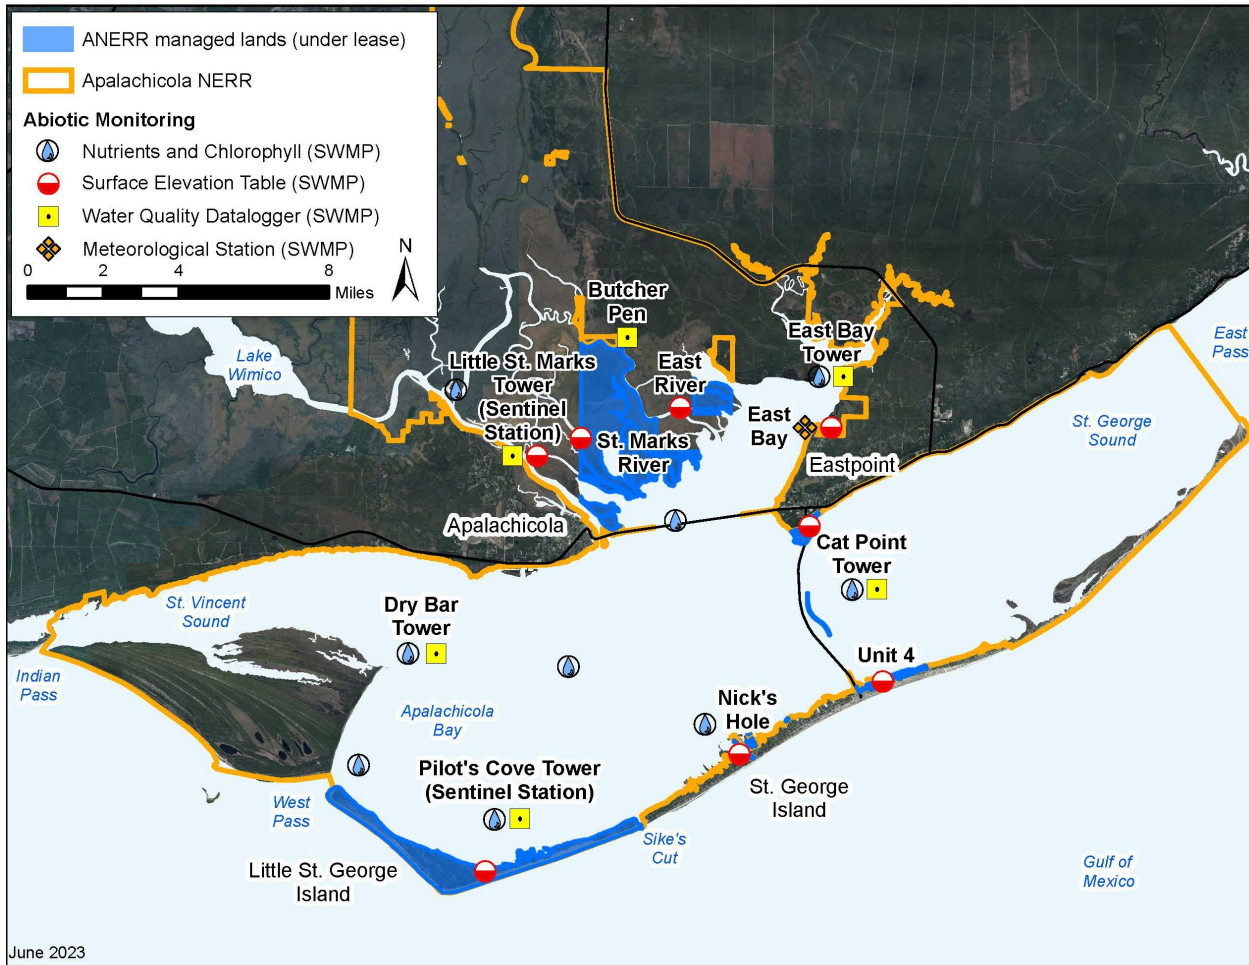 ANERR managed lands (under lease)
Apalachicola NERR
Abiotic Monitoring
Nutrients and Chlorophyll (SWMP)
Surface Elevation Table (SWMP)
Water Quality Datalogger (SWMP)
Meteorological Station (SWMP)
N
0 2 4 8
Miles
Butcher
Pen
Lake
Wimico
Little St. Marks
Tower
(Sentinel
Station)
East
River
East Bay
Tower
East
Pass
East
Bay
St. Marks
River
Eastpoint
St. George
Sound
Apalachicola
Cat Point
Tower
St. Vincent
Sound
Dry Bar
Tower
Indian
Pass
Unit 4
Apalachicola
Bay
Nick's
Hole
Pilot's Cove Tower
(Sentinel Station)
St. George
Island
West
Pass
Sike's
Cut
Little St. George
Island
Gulf of
Mexico
June 2023